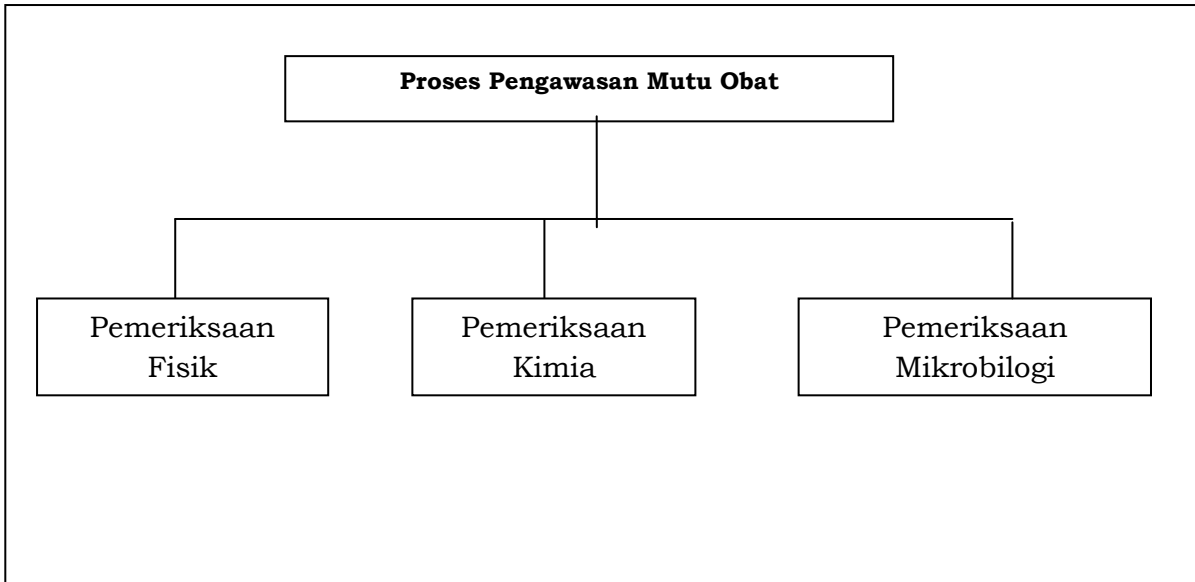 Proses Pengawasan Mutu Obat
Pemeriksaan
Fisik
Pemeriksaan
Kimia
Pemeriksaan
Mikrobilogi